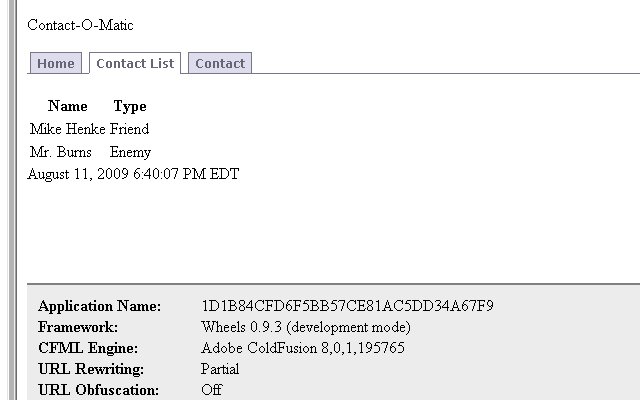 Contact-O-Matic
Home Contact List Contact
Name Type
Mike Henke Friend
Mr. Burns Enemy
August 11, 2009 6:40:07 PM EDT
Application Name: 1D1B84CFD6F5BB57CE81AC5DD34A67F9
Framework: Wheels 0.9.3 (development mode)
CFML Engine: Adobe ColdFusion 8,0,1,195765
URL Rewriting: Partial
URL Obfuscation: Off